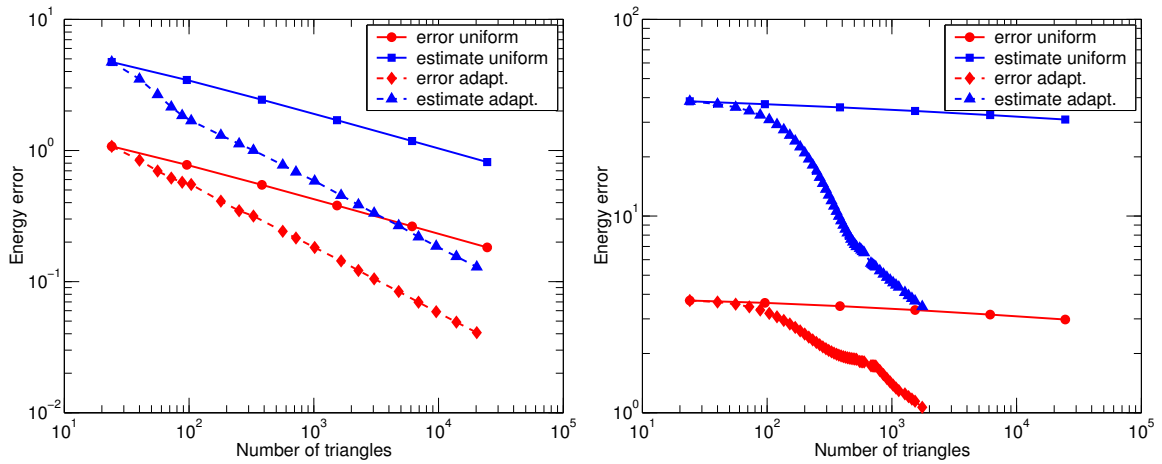 10^1
error uniform
estimate uniform
error adapt.
estimate adapt.
10^0
Energy error
10^-1
10^-2
10^1 10^2 10^3 10^4 10^5
Number of triangles
10^2
error uniform
estimate uniform
error adapt.
estimate adapt.
Energy error
10^1
10^0
10^1 10^2 10^3 10^4 10^5
Number of triangles